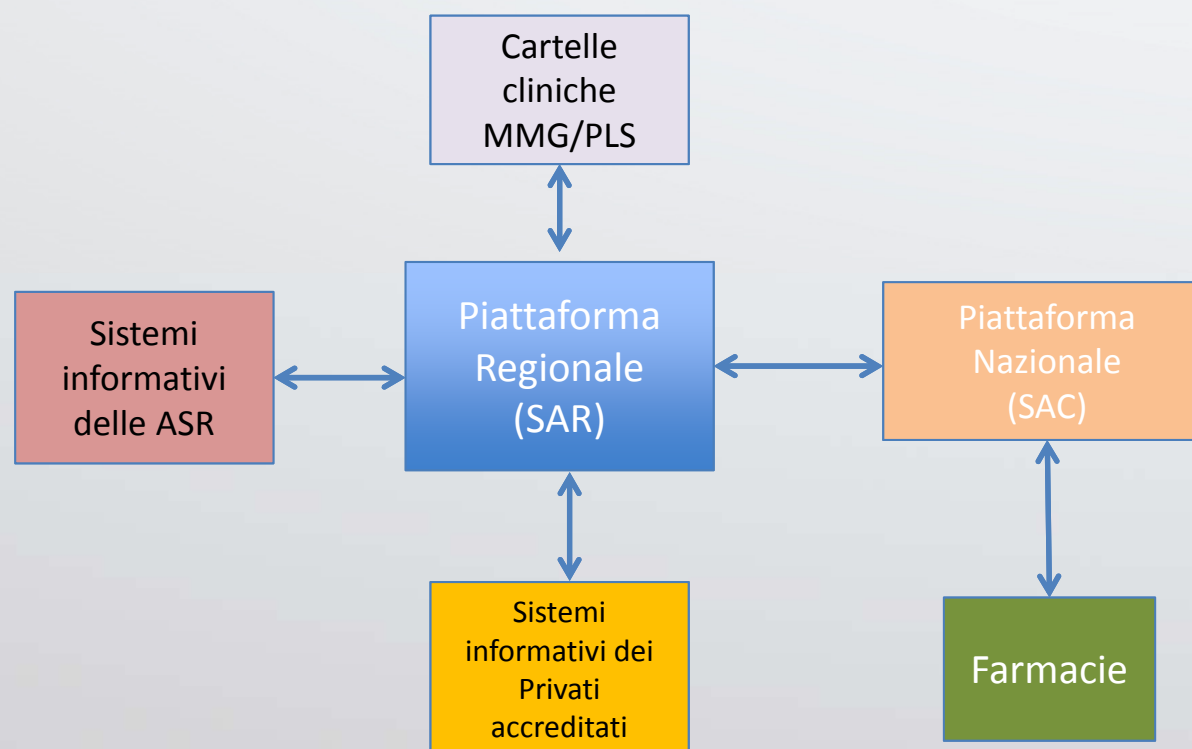 Cartelle
cliniche
MMG/PLS
Sistemi
informativi
delle ASR
Piattaforma
Regionale
(SAR)
Piattaforma
Nazionale
(SAC)
Sistemi
informativi dei
Privati
accreditati
Farmacie